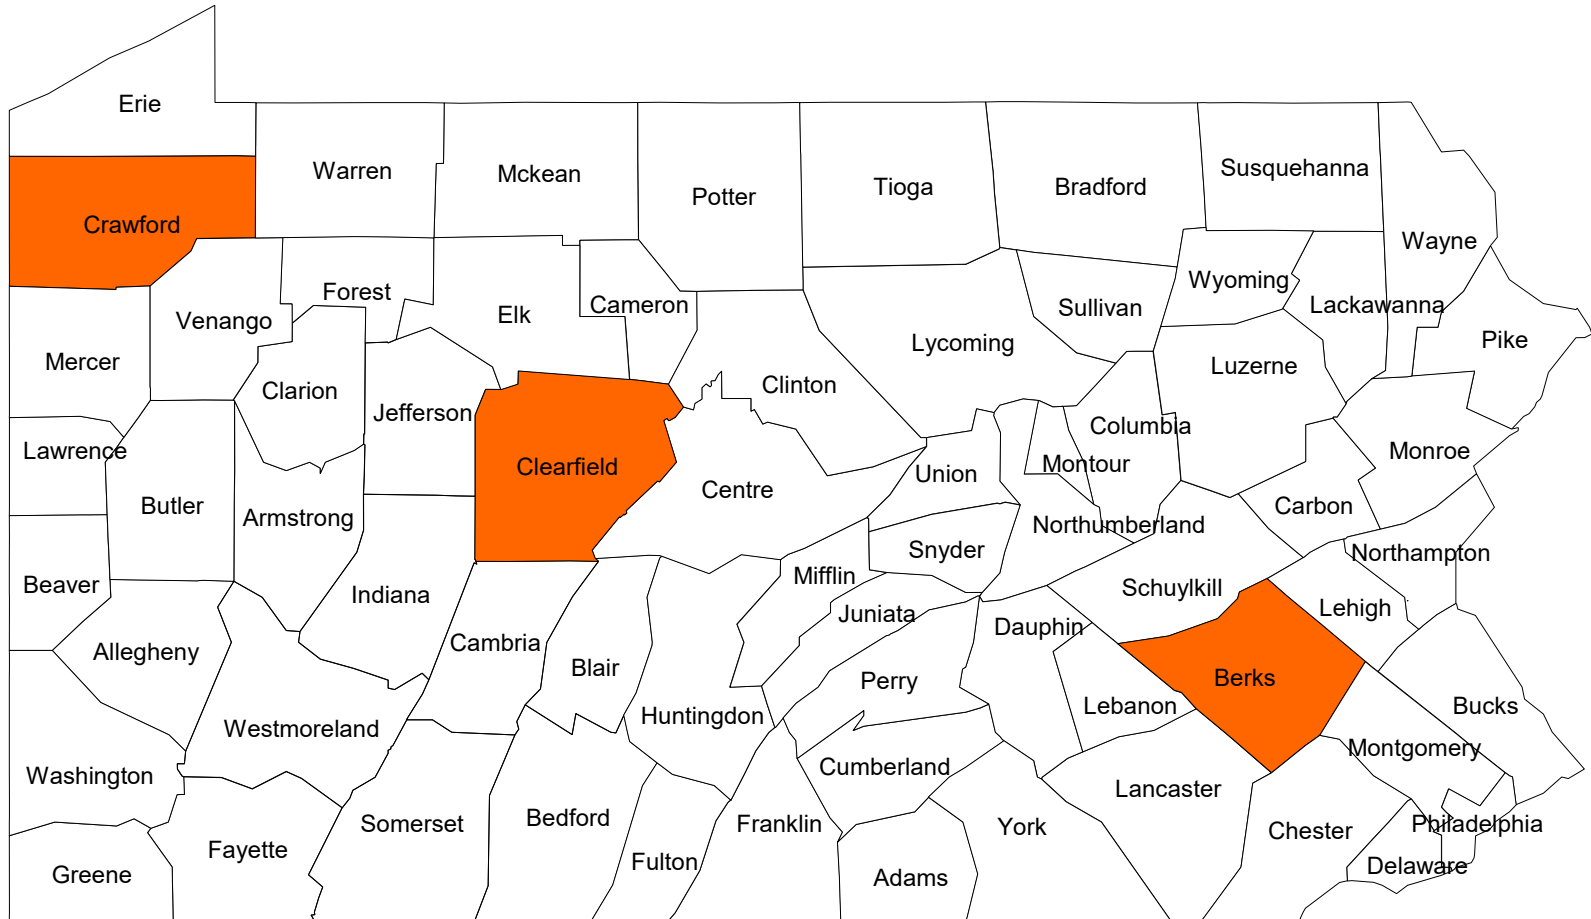 Erie
Warren
Mckean
Potter
Tioga
Bradford
Susquehanna
Wayne
Crawford
Forest
Venango
Elk
Cameron
Lycoming
Sullivan
Wyoming
Lackawanna
Pike
Mercer
Clarion
Jefferson
Clinton
Luzerne
Columbia
Monroe
Lawrence
Clearfield
Centre
Union
Montour
Butler
Armstrong
Carbon
Northumberland
Snyder
Northampton
Beaver
Indiana
Mifflin
Juniata
Schuylkill
Lehigh
Allegheny
Cambria
Blair
Dauphin
Perry
Berks
Lebanon
Bucks
Westmoreland
Huntingdon
Montgomery
Washington
Cumberland
Lancaster
Somerset
Bedford
Franklin
York
Chester
Philadelphia
Fayette
Fulton
Delaware
Greene
Adams